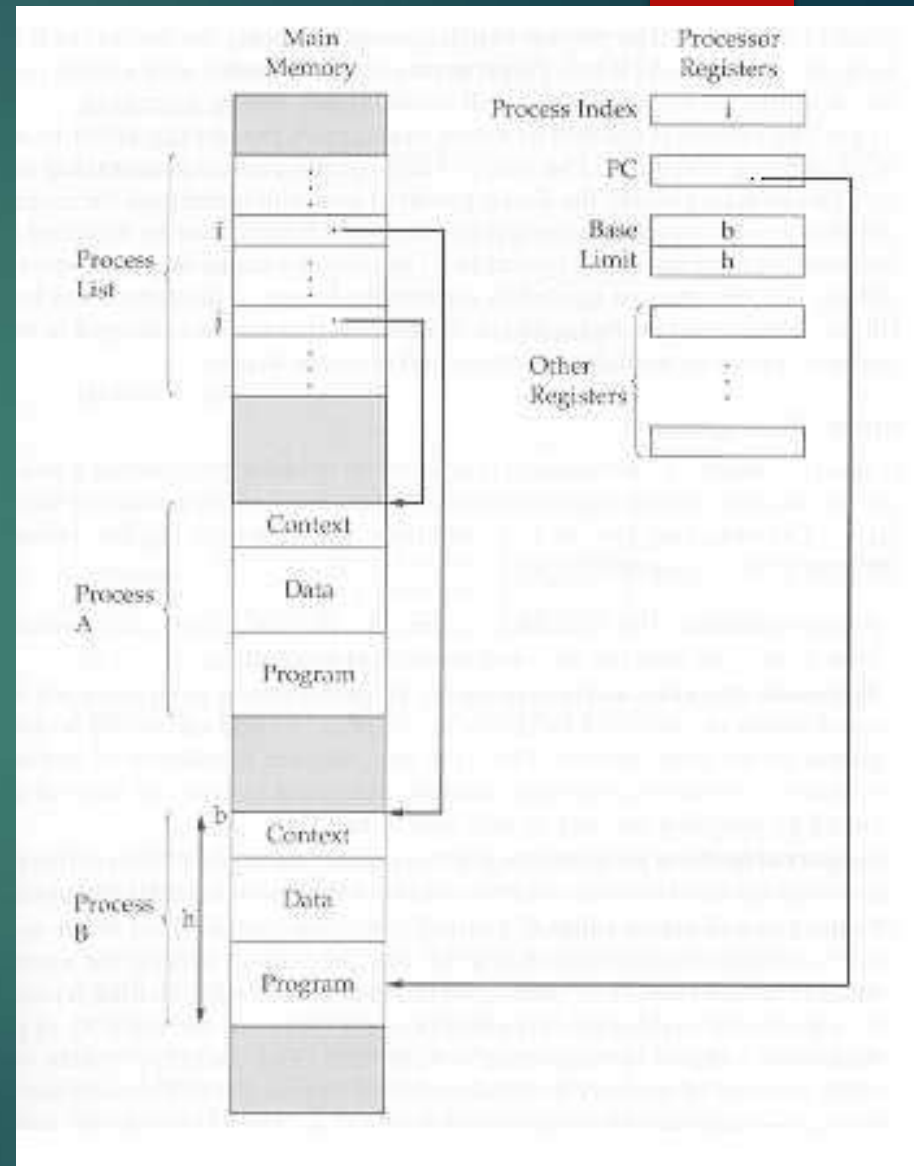 Main
Memory
Processor
Registers
Process Index
i
PC
Base
b
Limit
h
Other
Registers
i
Process
List
j
Context
Data
Program
Process
A
b
Context
Data
Program
Process
B
h